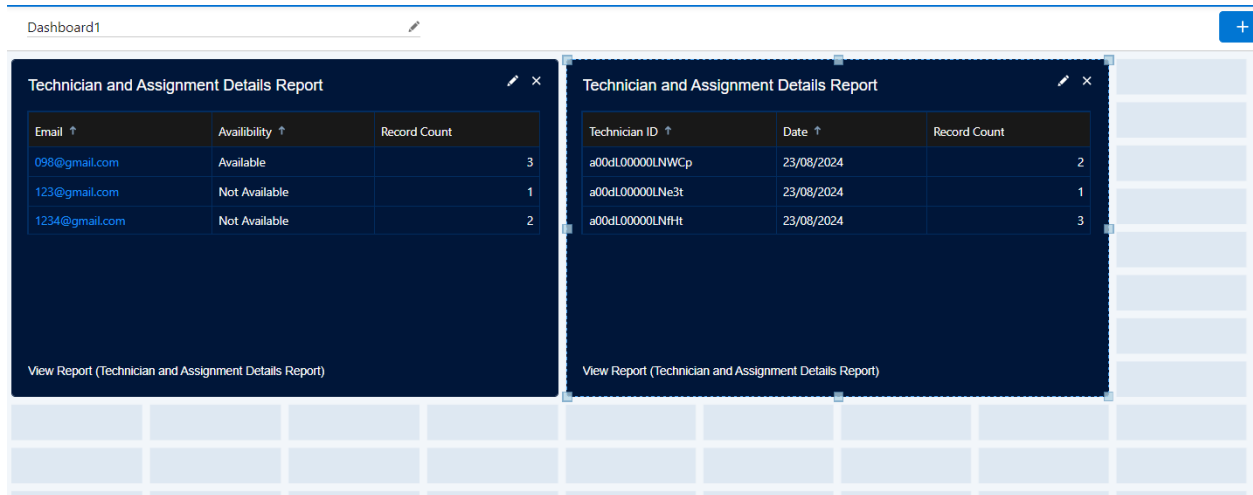 Dashboard1
+
Technician and Assignment Details Report
Email ↑ Availibility ↑ Record Count
098@gmail.com Available 3
123@gmail.com Not Available 1
1234@gmail.com Not Available 2
View Report (Technician and Assignment Details Report)
Technician and Assignment Details Report
Technician ID ↑ Date ↑ Record Count
a00dL00000LNWCp 23/08/2024 2
a00dL00000LNe3t 23/08/2024 1
a00dL00000LNfHt 23/08/2024 3
View Report (Technician and Assignment Details Report)